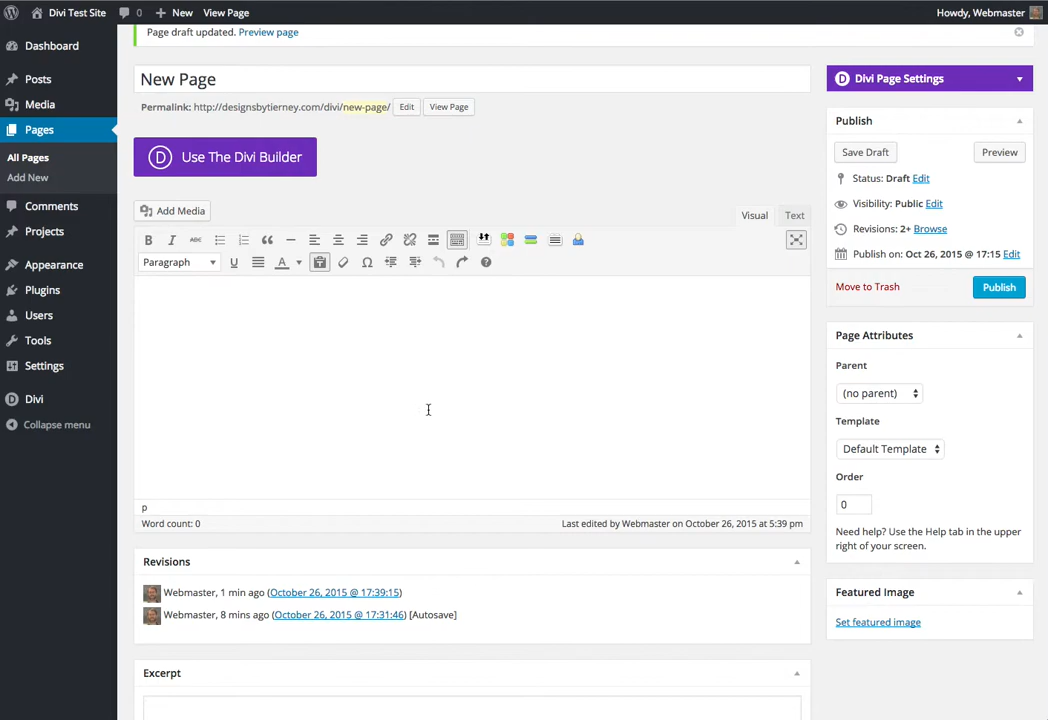 Divi Test Site 0 New View Page Howdy, Webmaster
Dashboard
Posts
Media
Pages
All Pages
Add New
Comments
Projects
Appearance
Plugins
Users
Tools
Settings
Divi
Collapse menu
Page draft updated. Preview page
New Page
Permalink: http://designsbytierney.com/divi/new-page/ Edit View Page
D Use The Divi Builder
Add Media
Visual Text
B I ABC
Paragraph U A Ω
p
Word count: 0 Last edited by Webmaster on October 26, 2015 at 5:39 pm
Revisions
Webmaster, 1 min ago (October 26, 2015 @ 17:39:15)
Webmaster, 8 mins ago (October 26, 2015 @ 17:31:46) [Autosave]
Excerpt
D Divi Page Settings
Publish
Save Draft Preview
Status: Draft Edit
Visibility: Public Edit
Revisions: 2+ Browse
Publish on: Oct 26, 2015 @ 17:15 Edit
Move to Trash Publish
Page Attributes
Parent
(no parent)
Template
Default Template
Order
0
Need help? Use the Help tab in the upper
right of your screen.
Featured Image
Set featured image